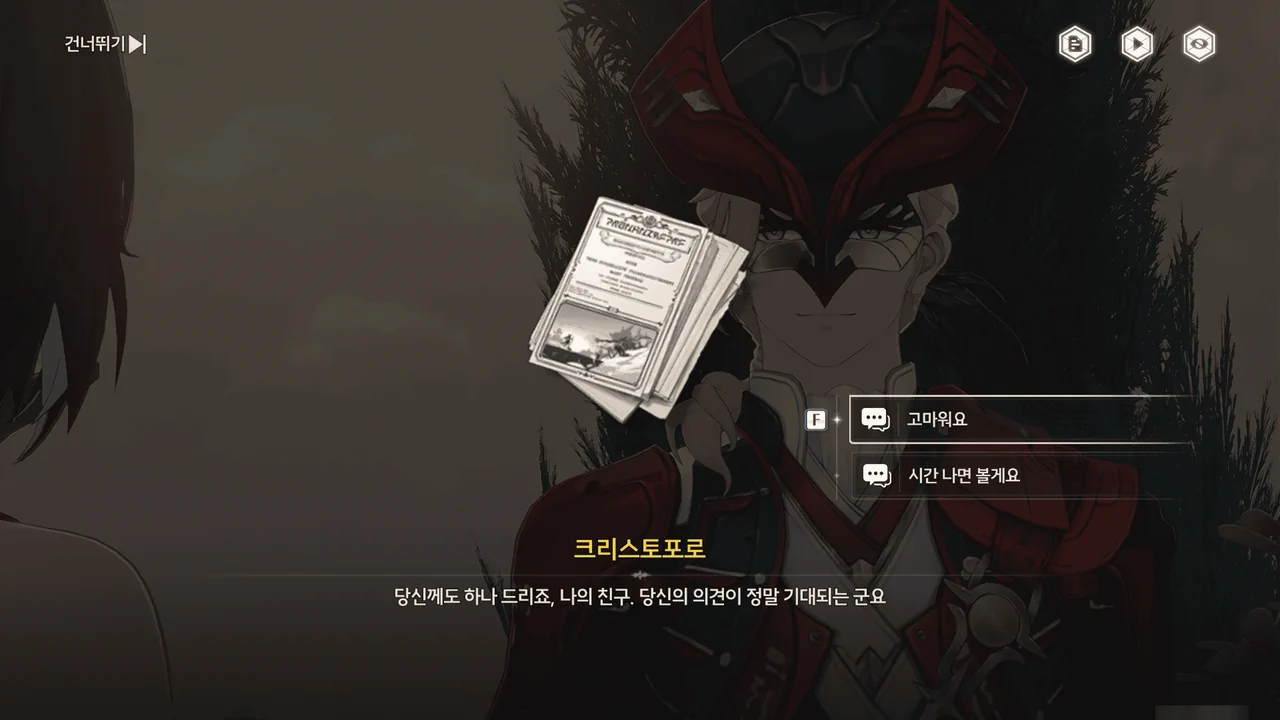 건너뛰기
F
고마워요
시간 나면 볼게요
크리스토포로
당신께도 하나 드리죠, 나의 친구. 당신의 의견이 정말 기대되는 군요